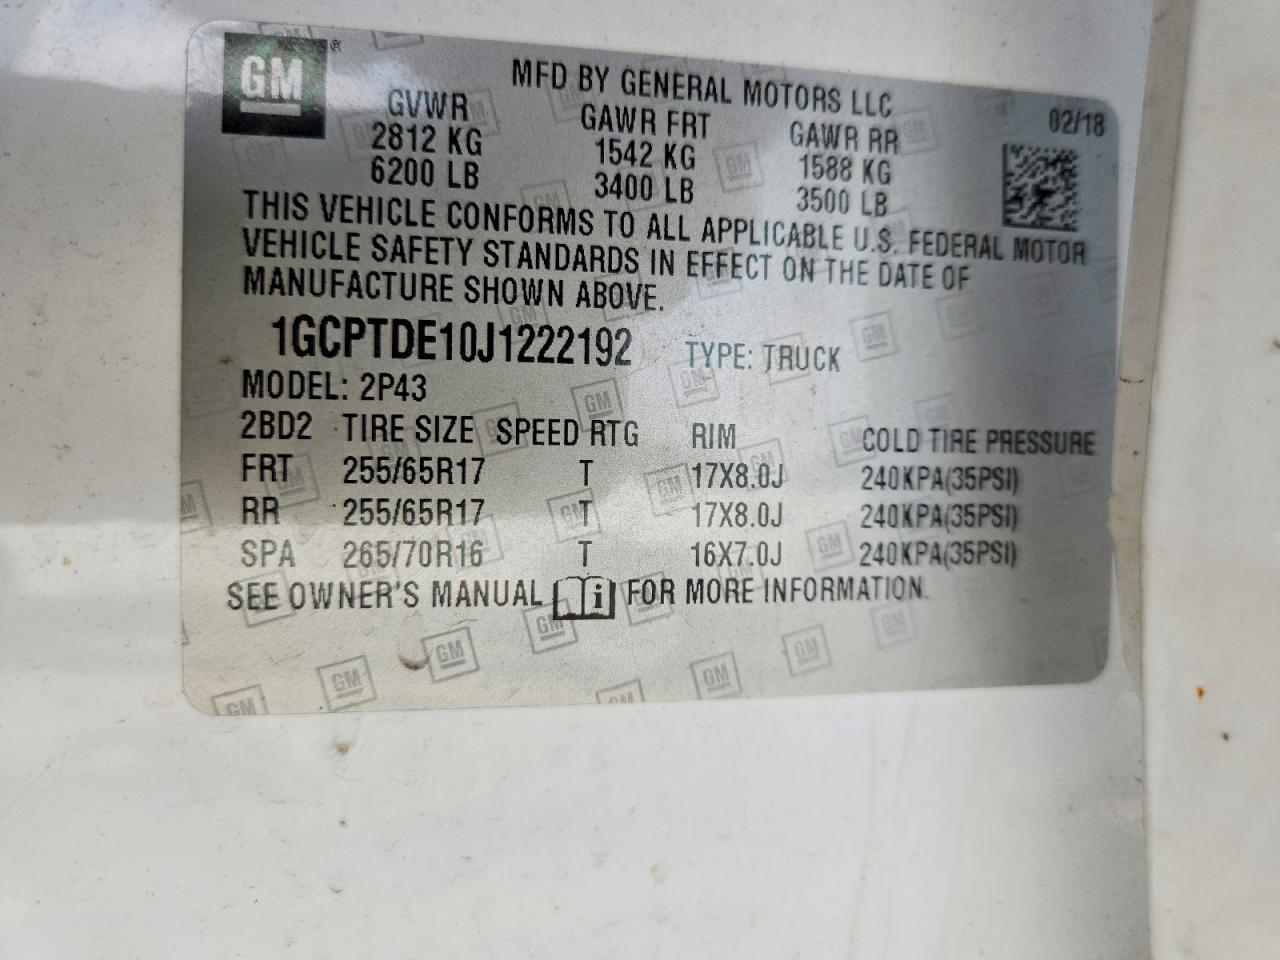 GM ®
MFD BY GENERAL MOTORS LLC
02/18
GVWR GAWR FRT GAWR RR
2812 KG 1542 KG 1588 KG
6200 LB 3400 LB 3500 LB
THIS VEHICLE CONFORMS TO ALL APPLICABLE U.S. FEDERAL MOTOR
VEHICLE SAFETY STANDARDS IN EFFECT ON THE DATE OF
MANUFACTURE SHOWN ABOVE.
1GCPTDE10J1222192 TYPE: TRUCK
MODEL: 2P43
2BD2 TIRE SIZE SPEED RTG RIM COLD TIRE PRESSURE
FRT 255/65R17 T 17X8.0J 240KPA(35PSI)
RR 255/65R17 T 17X8.0J 240KPA(35PSI)
SPA 265/70R16 T 16X7.0J 240KPA(35PSI)
SEE OWNER'S MANUAL i FOR MORE INFORMATION.